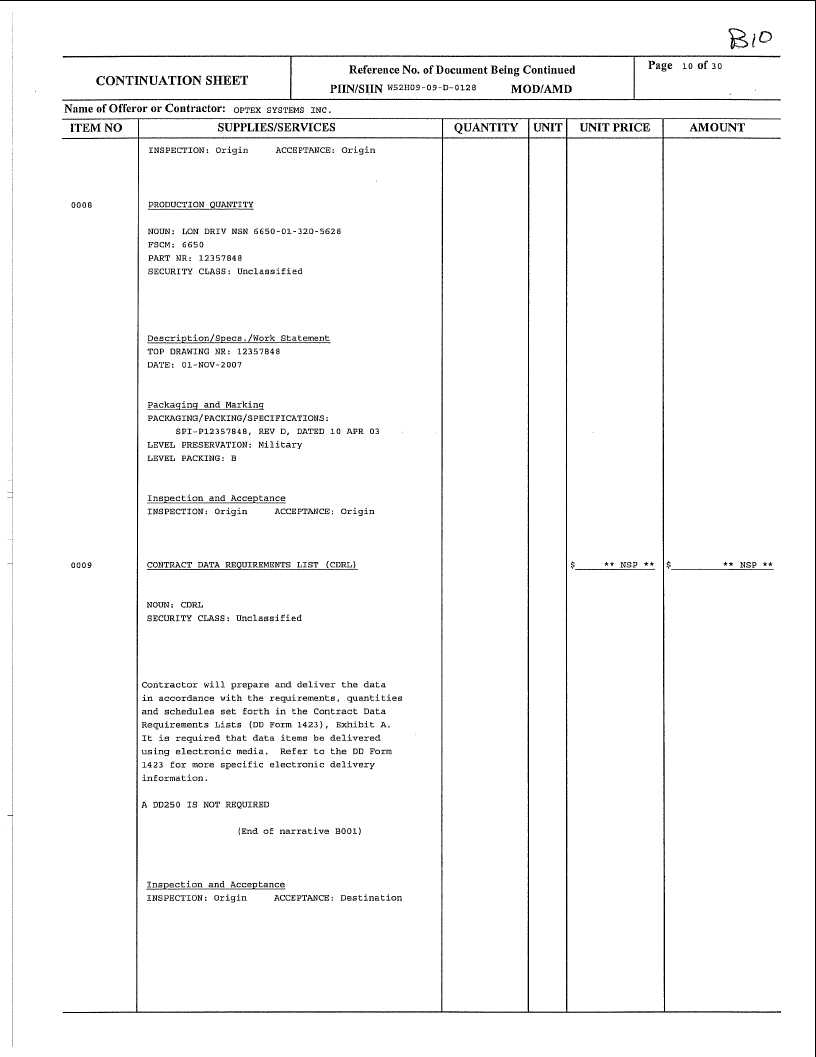 B10
CONTINUATION SHEET
Reference No. of Document Being Continued
PIIN/SIIN W52H09-09-D-0128 MOD/AMD
Page 10 of 30
Name of Offeror or Contractor: OPTEX SYSTEMS INC.
ITEM NO SUPPLIES/SERVICES QUANTITY UNIT UNIT PRICE AMOUNT
INSPECTION: Origin ACCEPTANCE: Origin
0008 PRODUCTION QUANTITY
NOUN: LON DRIV NSN 6650-01-320-5628
FSCM: 6650
PART NR: 12357848
SECURITY CLASS: Unclassified
Description/Specs./Work Statement
TOP DRAWING NR: 12357848
DATE: 01-NOV-2007
Packaging and Marking
PACKAGING/PACKING/SPECIFICATIONS:
SPI-P12357848, REV D, DATED 10 APR 03
LEVEL PRESERVATION: Military
LEVEL PACKING: B
Inspection and Acceptance
INSPECTION: Origin ACCEPTANCE: Origin
0009 CONTRACT DATA REQUIREMENTS LIST (CDRL) $ ** NSP ** $ ** NSP **
NOUN: CDRL
SECURITY CLASS: Unclassified
Contractor will prepare and deliver the data
in accordance with the requirements, quantities
and schedules set forth in the Contract Data
Requirements Lists (DD Form 1423), Exhibit A.
It is required that data items be delivered
using electronic media. Refer to the DD Form
1423 for more specific electronic delivery
information.
A DD250 IS NOT REQUIRED
(End of narrative B001)
Inspection and Acceptance
INSPECTION: Origin ACCEPTANCE: Destination